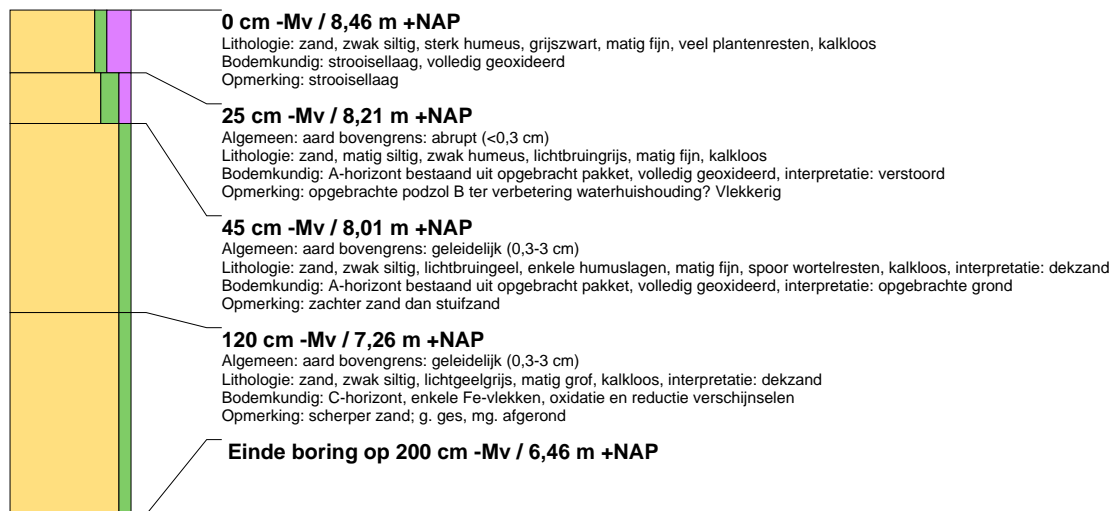 0 cm -Mv / 8,46 m +NAP
Lithologie: zand, zwak siltig, sterk humeus, grijszwart, matig fijn, veel plantenresten, kalkloos
Bodemkundig: strooisellaag, volledig geoxideerd
Opmerking: strooisellaag
25 cm -Mv / 8,21 m +NAP
Algemeen: aard bovengrens: abrupt (<0,3 cm)
Lithologie: zand, matig siltig, zwak humeus, lichtbruingrijs, matig fijn, kalkloos
Bodemkundig: A-horizont bestaand uit opgebracht pakket, volledig geoxideerd, interpretatie: verstoord
Opmerking: opgebrachte podzol B ter verbetering waterhuishouding? Vlekkerig
45 cm -Mv / 8,01 m +NAP
Algemeen: aard bovengrens: geleidelijk (0,3-3 cm)
Lithologie: zand, zwak siltig, lichtbruingeel, enkele humuslagen, matig fijn, spoor wortelresten, kalkloos, interpretatie: dekzand
Bodemkundig: A-horizont bestaand uit opgebracht pakket, volledig geoxideerd, interpretatie: opgebrachte grond
Opmerking: zachter zand dan stuifzand
120 cm -Mv / 7,26 m +NAP
Algemeen: aard bovengrens: geleidelijk (0,3-3 cm)
Lithologie: zand, zwak siltig, lichtgeelgrijs, matig grof, kalkloos, interpretatie: dekzand
Bodemkundig: C-horizont, enkele Fe-vlekken, oxidatie en reductie verschijnselen
Opmerking: scherper zand; g. ges, mg. afgerond
Einde boring op 200 cm -Mv / 6,46 m +NAP